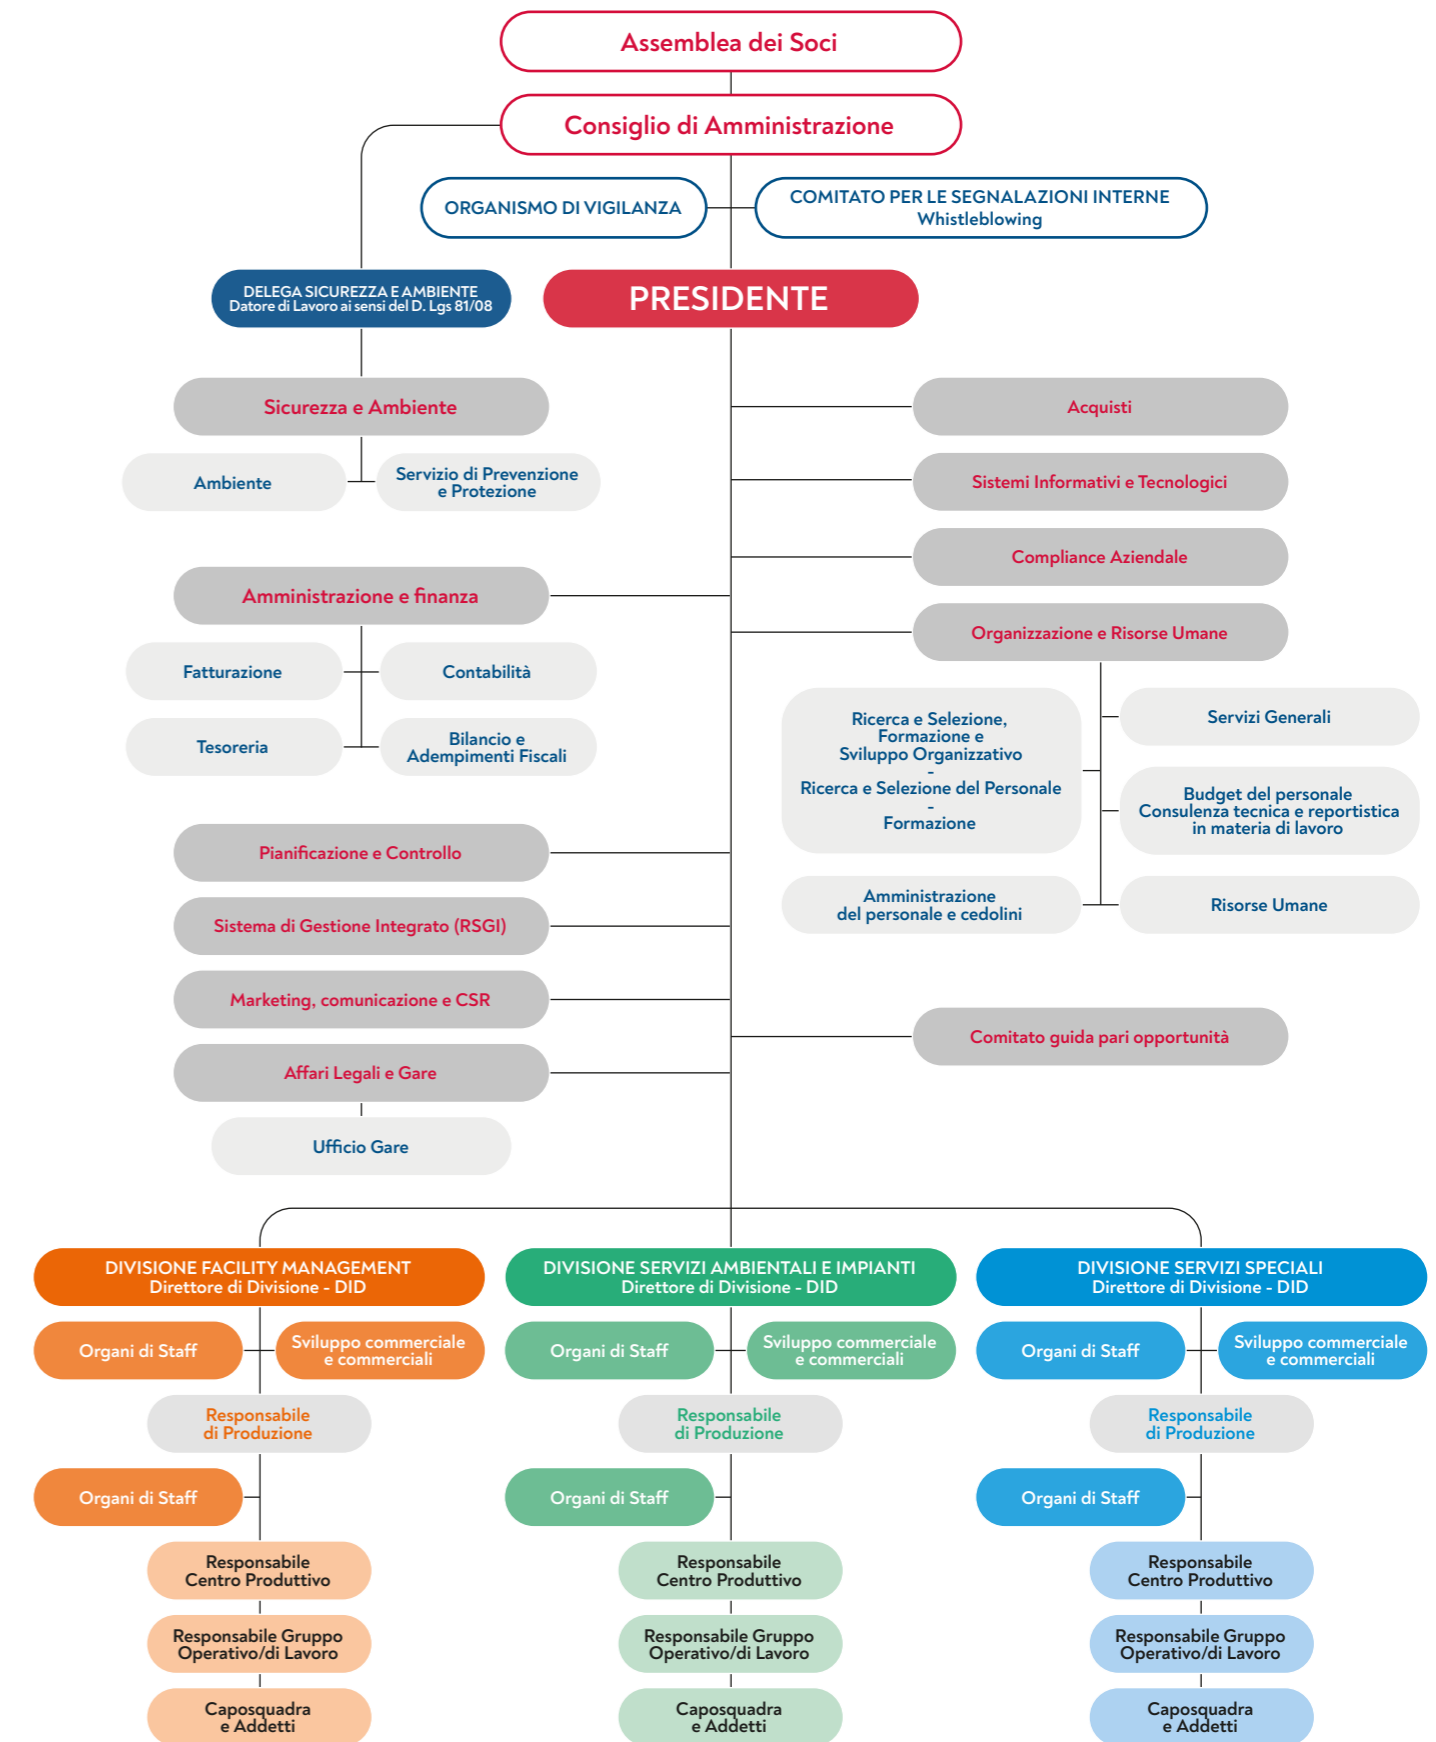 Assemblea dei Soci
Consiglio di Amministrazione
ORGANISMO DI VIGILANZA
COMITATO PER LE SEGNALAZIONI INTERNE
Whistleblowing
DELEGA SICUREZZA E AMBIENTE
Datore di Lavoro ai sensi del D. Lgs 81/08
PRESIDENTE
Sicurezza e Ambiente
Ambiente
Servizio di Prevenzione
e Protezione
Amministrazione e finanza
Fatturazione
Contabilità
Tesoreria
Bilancio e
Adempimenti Fiscali
Pianificazione e Controllo
Sistema di Gestione Integrato (RSGI)
Marketing, comunicazione e CSR
Affari Legali e Gare
Ufficio Gare
Acquisti
Sistemi Informativi e Tecnologici
Compliance Aziendale
Organizzazione e Risorse Umane
Ricerca e Selezione,
Formazione e
Sviluppo Organizzativo
-
Ricerca e Selezione del Personale
-
Formazione
Servizi Generali
Budget del personale
Consulenza tecnica e reportistica
in materia di lavoro
Amministrazione
del personale e cedolini
Risorse Umane
Comitato guida pari opportunità
DIVISIONE FACILITY MANAGEMENT
Direttore di Divisione - DID
Organi di Staff
Sviluppo commerciale
e commerciali
Responsabile
di Produzione
Organi di Staff
Responsabile
Centro Produttivo
Responsabile Gruppo
Operativo/di Lavoro
Caposquadra
e Addetti
DIVISIONE SERVIZI AMBIENTALI E IMPIANTI
Direttore di Divisione - DID
Organi di Staff
Sviluppo commerciale
e commerciali
Responsabile
di Produzione
Organi di Staff
Responsabile
Centro Produttivo
Responsabile Gruppo
Operativo/di Lavoro
Caposquadra
e Addetti
DIVISIONE SERVIZI SPECIALI
Direttore di Divisione - DID
Organi di Staff
Sviluppo commerciale
e commerciali
Responsabile
di Produzione
Organi di Staff
Responsabile
Centro Produttivo
Responsabile Gruppo
Operativo/di Lavoro
Caposquadra
e Addetti